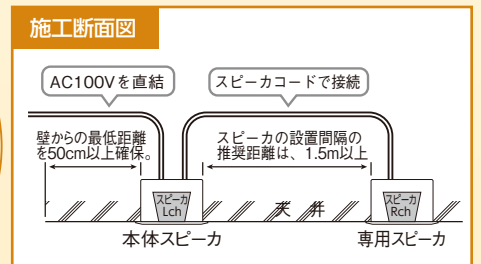 施工断面図
AC100Vを直結
スピーカコードで接続
壁からの最低距離
を50cm以上確保。
スピーカの設置間隔の
推奨距離は、1.5m以上
スピーカ
Lch
天井
スピーカ
Rch
本体スピーカ
専用スピーカ